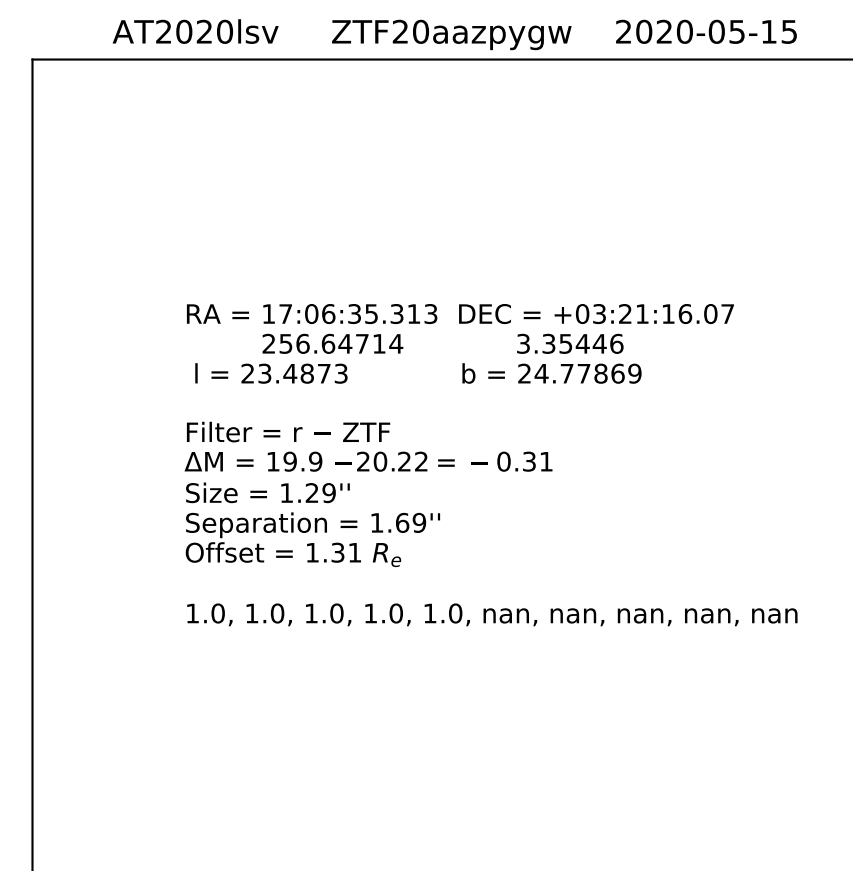 AT2020lsv ZTF20aazpygw 2020-05-15
RA = 17:06:35.313 DEC = +03:21:16.07
256.64714 3.35446
l = 23.4873 b = 24.77869
Filter = r − ZTF
ΔM = 19.9 −20.22 = − 0.31
Size = 1.29''
Separation = 1.69''
Offset = 1.31 Rₑ
1.0, 1.0, 1.0, 1.0, 1.0, nan, nan, nan, nan, nan